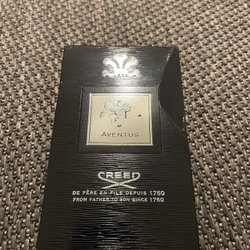 AVENTUS
CREED
DE PÈRE EN FILS DEPUIS 1760
FROM FATHER TO SON SINCE 1760